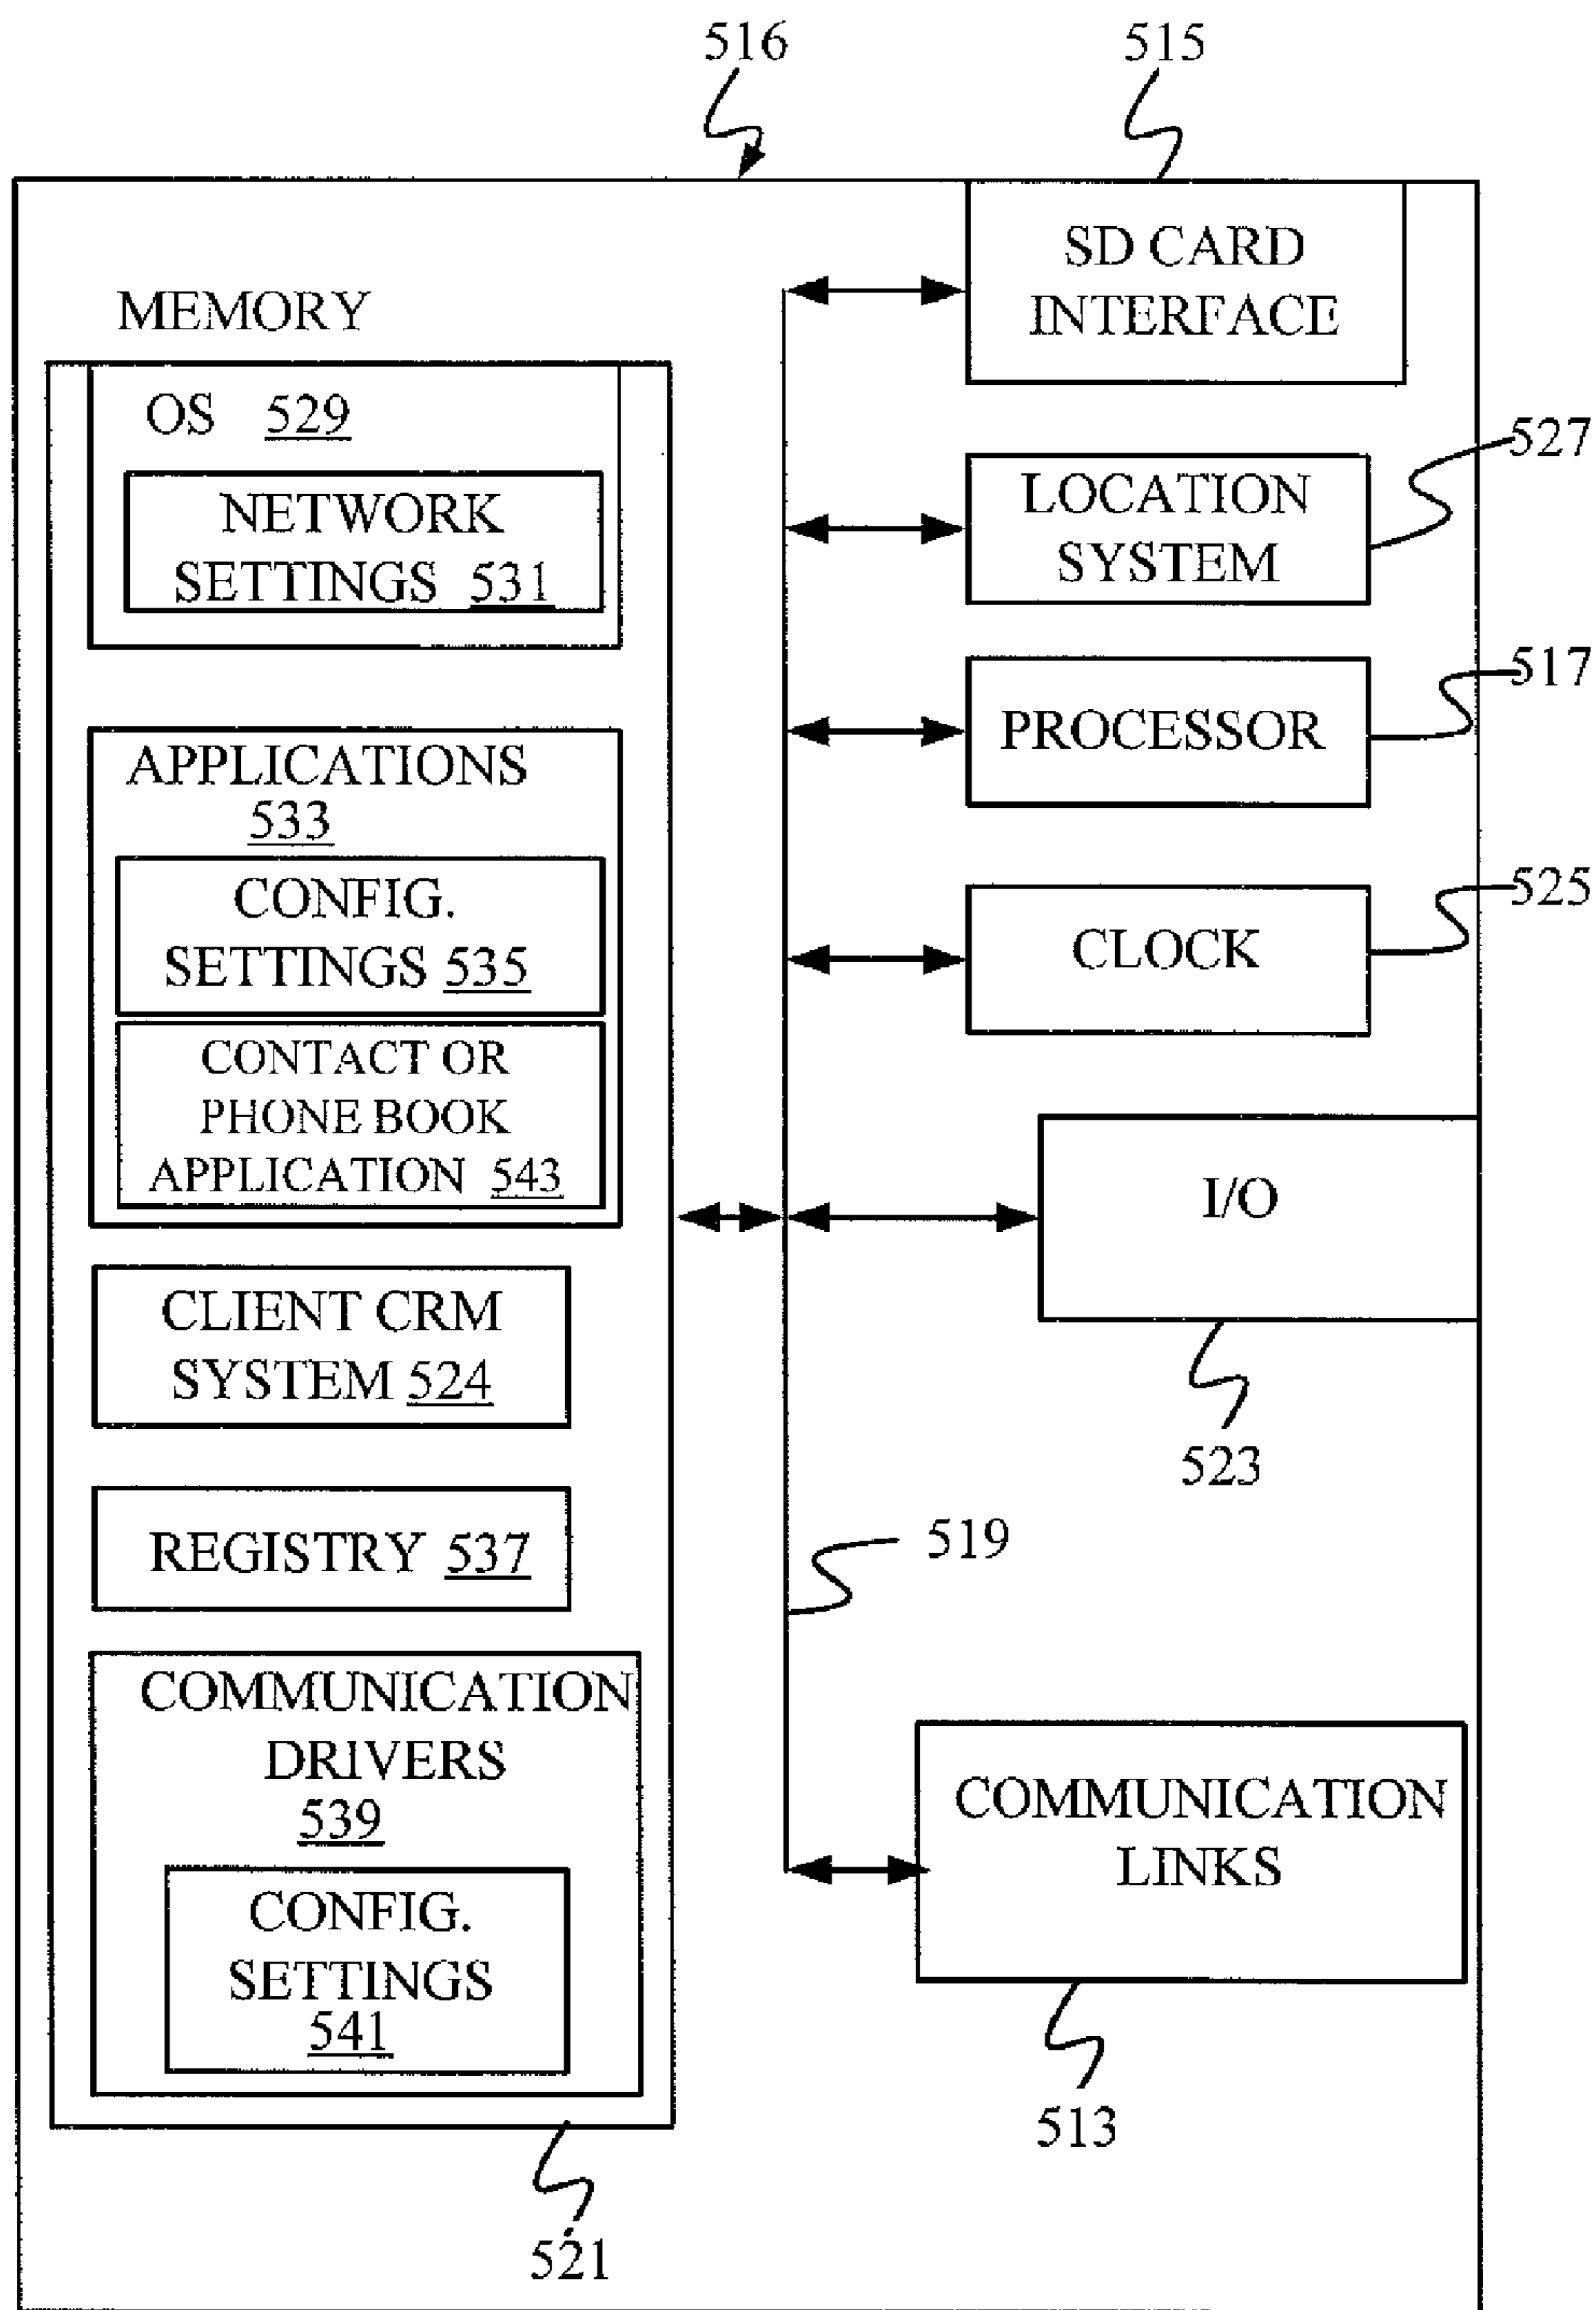 516
515
MEMORY
OS 529
NETWORK
SETTINGS 531
APPLICATIONS
533
CONFIG.
SETTINGS 535
CONTACT OR
PHONE BOOK
APPLICATION 543
CLIENT CRM
SYSTEM 524
REGISTRY 537
COMMUNICATION
DRIVERS
539
CONFIG.
SETTINGS
541
521
SD CARD
INTERFACE
LOCATION
SYSTEM
527
PROCESSOR
517
CLOCK
525
I/O
523
519
COMMUNICATION
LINKS
513